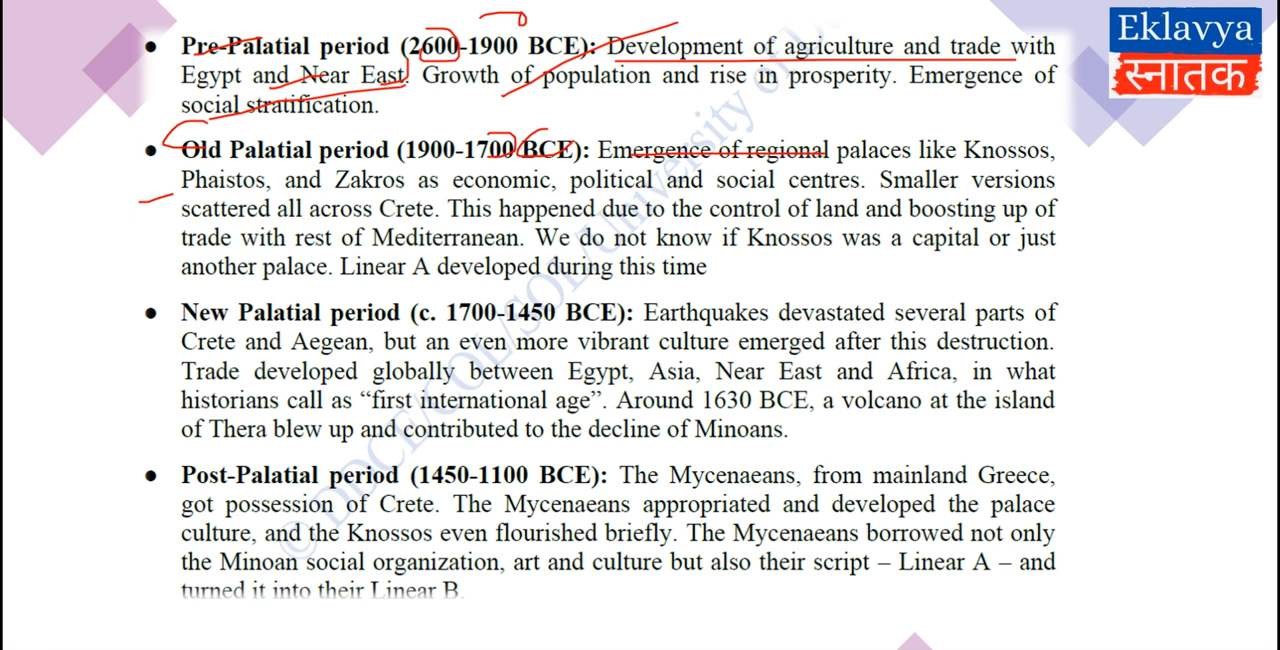 Eklavya
स्नातक
● Pre-Palatial period (2600-1900 BCE): Development of agriculture and trade with
Egypt and Near East. Growth of population and rise in prosperity. Emergence of
social stratification.
● Old Palatial period (1900-1700 BCE): Emergence of regional palaces like Knossos,
Phaistos, and Zakros as economic, political and social centres. Smaller versions
scattered all across Crete. This happened due to the control of land and boosting up of
trade with rest of Mediterranean. We do not know if Knossos was a capital or just
another palace. Linear A developed during this time
● New Palatial period (c. 1700-1450 BCE): Earthquakes devastated several parts of
Crete and Aegean, but an even more vibrant culture emerged after this destruction.
Trade developed globally between Egypt, Asia, Near East and Africa, in what
historians call as “first international age”. Around 1630 BCE, a volcano at the island
of Thera blew up and contributed to the decline of Minoans.
● Post-Palatial period (1450-1100 BCE): The Mycenaeans, from mainland Greece,
got possession of Crete. The Mycenaeans appropriated and developed the palace
culture, and the Knossos even flourished briefly. The Mycenaeans borrowed not only
the Minoan social organization, art and culture but also their script – Linear A – and
turned it into their Linear B.
© DDCE/COL/SOL/University of